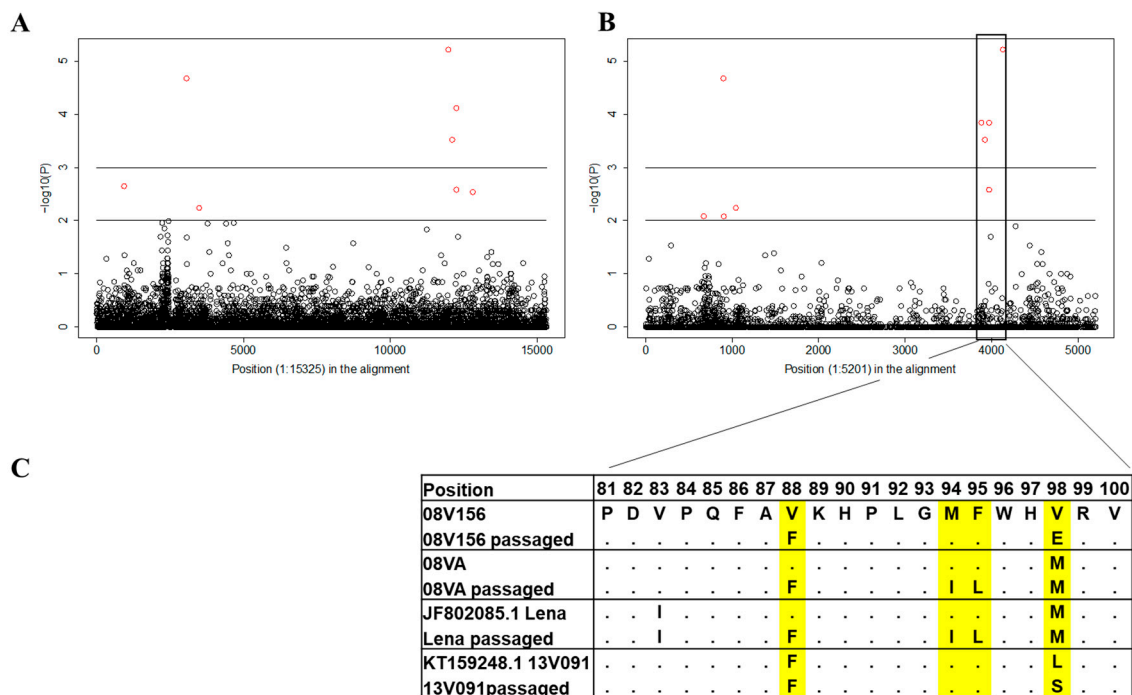 A
B
−log10(P)
5
4
3
2
1
0
0
5000
10000
15000
Position (1:15325) in the alignment
−log10(P)
5
4
3
2
1
0
0
1000
2000
3000
4000
5000
Position (1:5201) in the alignment
C
Position 81 82 83 84 85 86 87 88 89 90 91 92 93 94 95 96 97 98 99 100
08V156 P D V P Q F A V K H P L G M F W H V R V
08V156 passaged . . . . . . . F . . . . . . . . . E . .
08VA . . . . . . . . . . . . . . . . . M . .
08VA passaged . . . . . . . F . . . . . I L . . M . .
JF802085.1 Lena . . I . . . . . . . . . . . . . . M . .
Lena passaged . . I . . . . F . . . . . I L . . M . .
KT159248.1 13V091 . . . . . . . F . . . . . . . . . L . .
13V091passaged . . . . . . . F . . . . . . . . . S . .